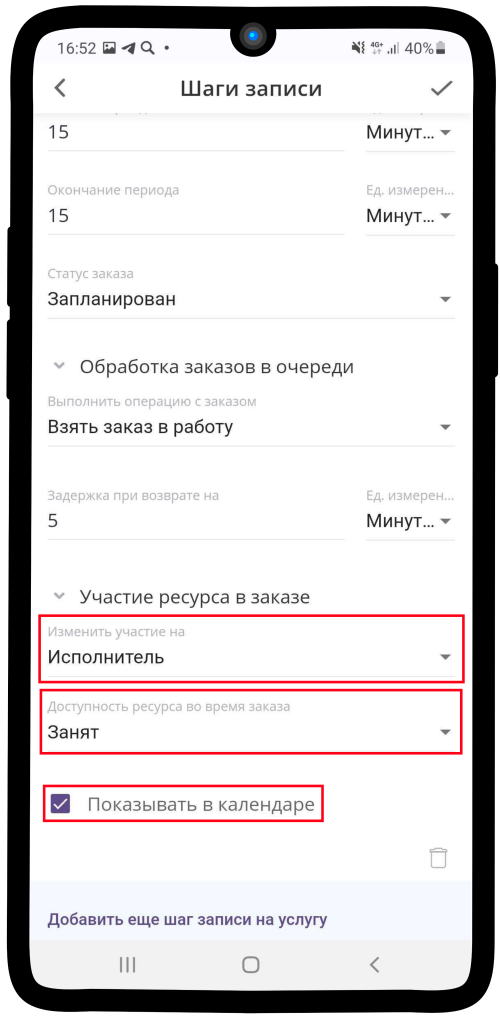 16:52 4G+ 40%
Шаги записи
15 Минут...
Окончание периода Ед. измерен...
15 Минут...
Статус заказа
Запланирован
Обработка заказов в очереди
Выполнить операцию с заказом
Взять заказ в работу
Задержка при возврате на Ед. измерен...
5 Минут...
Участие ресурса в заказе
Изменить участие на
Исполнитель
Доступность ресурса во время заказа
Занят
Показывать в календаре
Добавить еще шаг записи на услугу